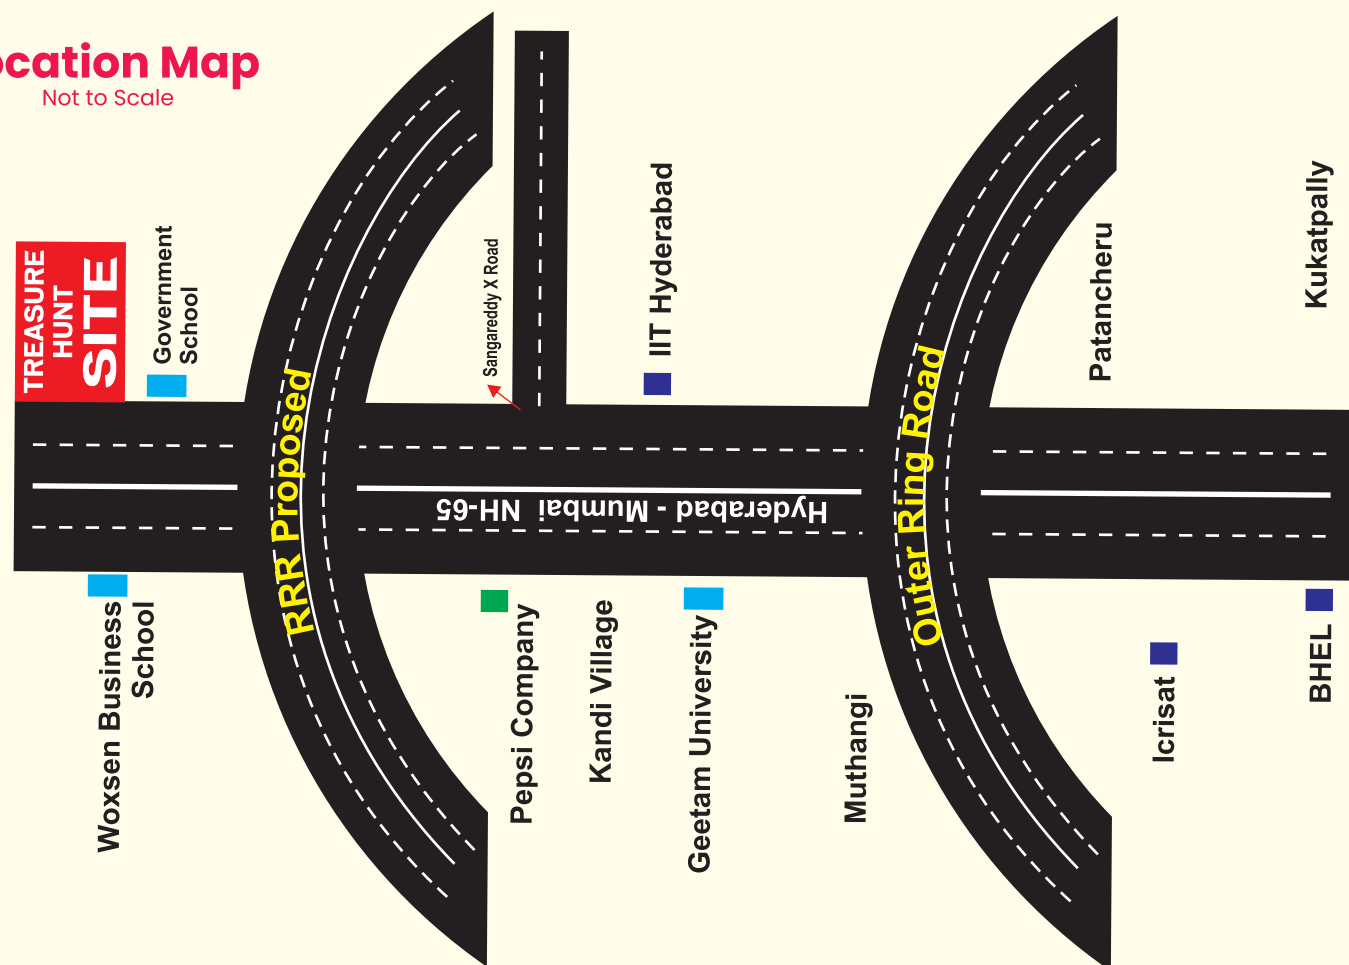 ocation Map
Not to Scale
TREASURE
HUNT
SITE
Government
School
RRR Proposed
Sangareddy X Road
IIT Hyderabad
Outer Ring Road
Patancheru
Kukatpally
Hyderabad - Mumbai NH-65
Woxsen Business
School
Pepsi Company
Kandi Village
Geetam University
Muthangi
Icrisat
BHEL